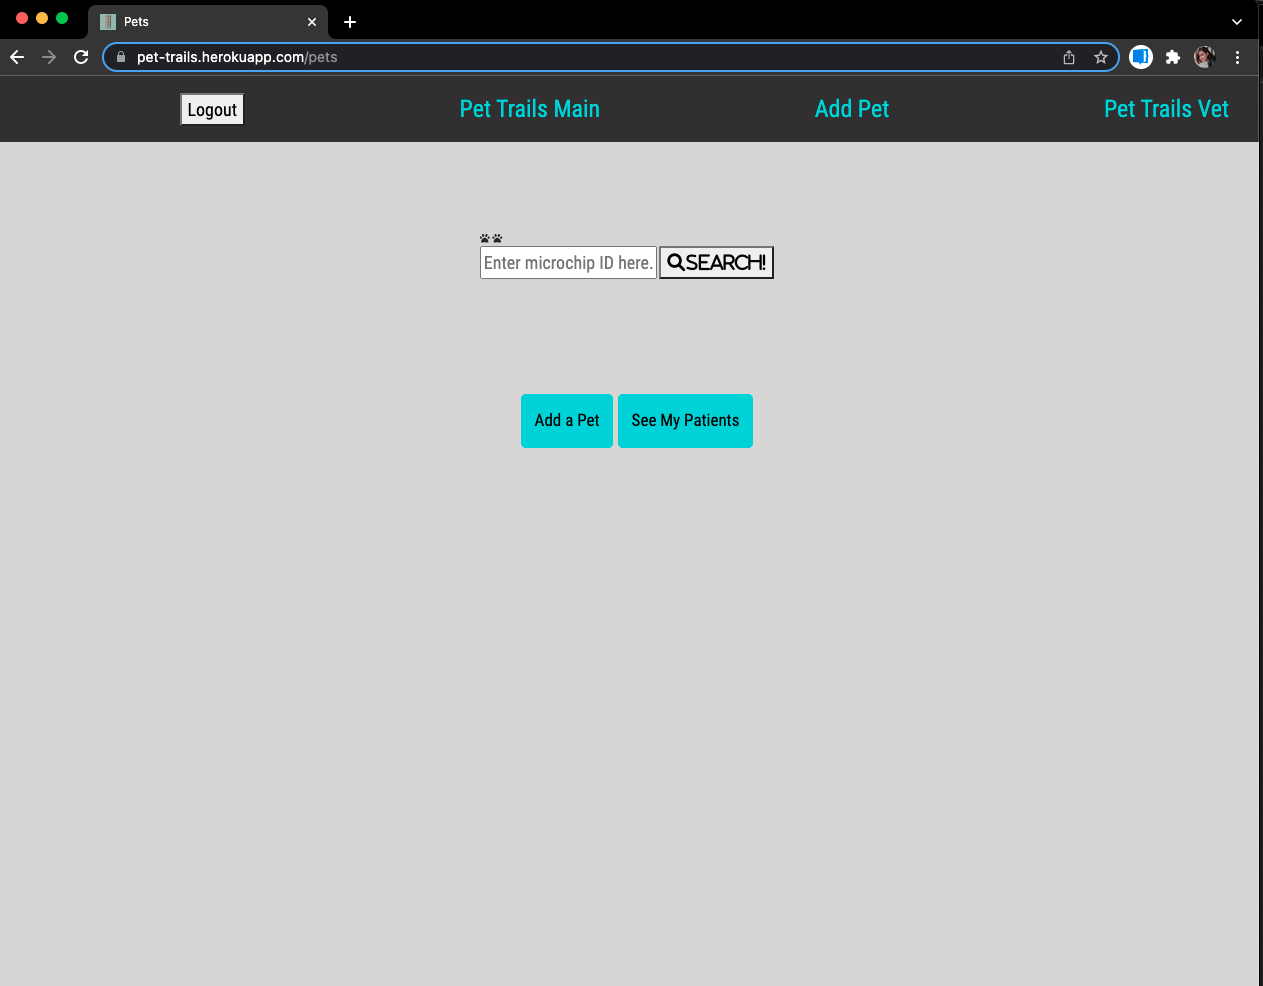 Pets
pet-trails.herokuapp.com/pets
Logout Pet Trails Main Add Pet Pet Trails Vet
Enter microchip ID here. SEARCH!
Add a Pet See My Patients